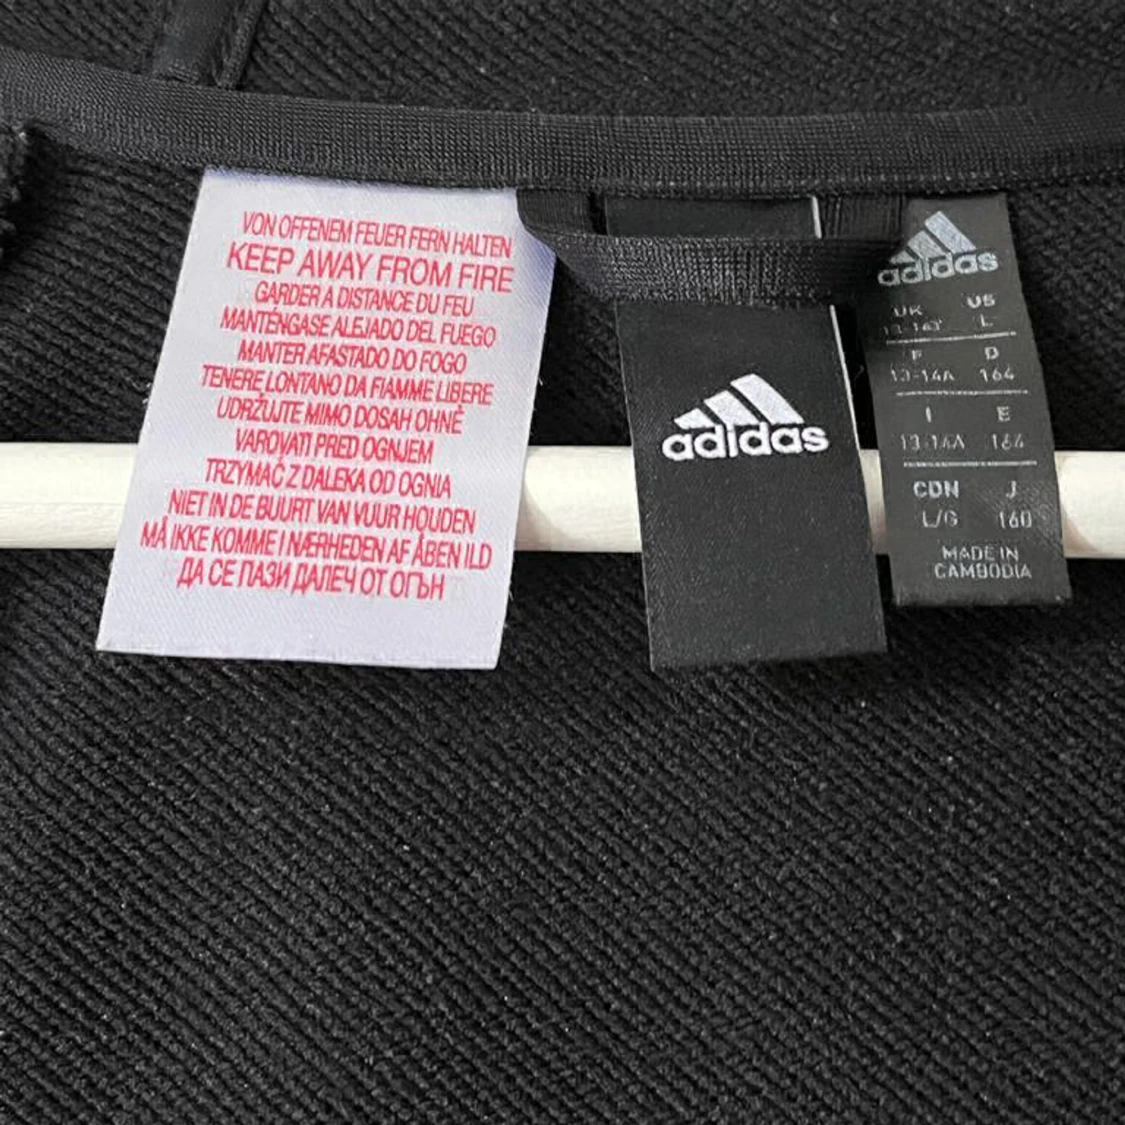 VON OFFENEM FEUER FERN HALTEN
KEEP AWAY FROM FIRE
GARDER A DISTANCE DU FEU
MANTÉNGASE ALEJADO DEL FUEGO
MANTER AFASTADO DO FOGO
TENERE LONTANO DA FIAMME LIBERE
UDRŽUJTE MIMO DOSAH OHNĚ
VAROVATI PRED OGNJEM
TRZYMAĆ Z DALEKA OD OGNIA
NIET IN DE BUURT VAN VUUR HOUDEN
MÅ IKKE KOMME I NÆRHEDEN AF ÅBEN ILD
ДА СЕ ПАЗИ ДАЛЕЧ ОТ ОГЪН
adidas
adidas
UK US
13-14Y L
F D
13-14A 164
I E
13-14A 164
CDN J
L/G 160
MADE IN
CAMBODIA